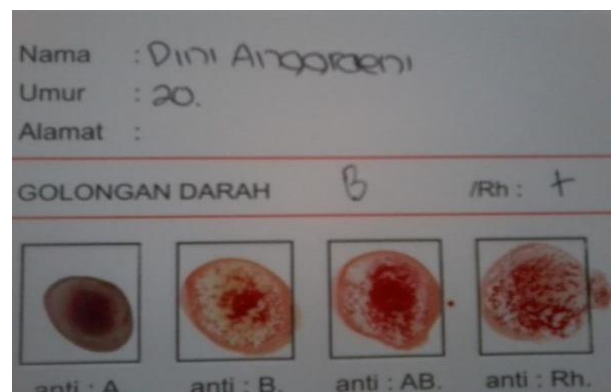 Nama : Dini Anggraeni
Umur : 20.
Alamat :
GOLONGAN DARAH B /Rh : +
anti : A. anti : B. anti : AB. anti : Rh.